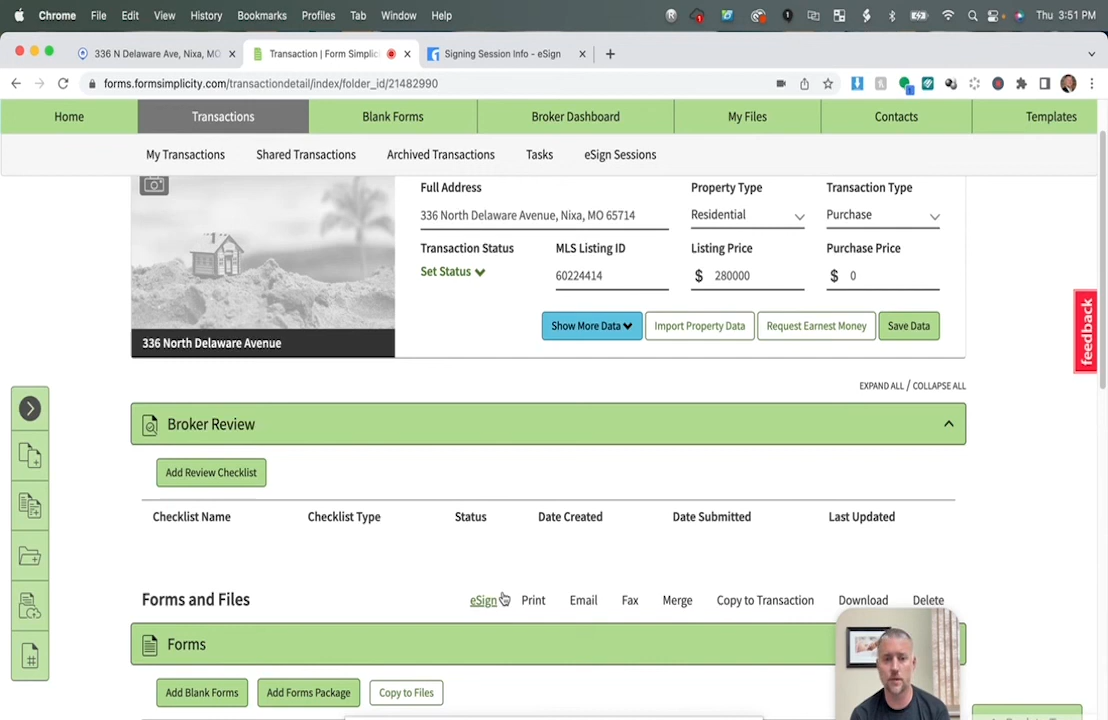 Chrome File Edit View History Bookmarks Profiles Tab Window Help Thu 3:51 PM
336 N Delaware Ave, Nixa, MO Transaction | Form Simplic Signing Session Info - eSign
forms.formsimplicity.com/transactiondetail/index/folder_id/21482990
Home Transactions Blank Forms Broker Dashboard My Files Contacts Templates
My Transactions Shared Transactions Archived Transactions Tasks eSign Sessions
Full Address Property Type Transaction Type
336 North Delaware Avenue, Nixa, MO 65714 Residential Purchase
Transaction Status MLS Listing ID Listing Price Purchase Price
Set Status 60224414 $ 280000 $ 0
Show More Data Import Property Data Request Earnest Money Save Data
336 North Delaware Avenue
feedback
EXPAND ALL / COLLAPSE ALL
Broker Review
Add Review Checklist
Checklist Name Checklist Type Status Date Created Date Submitted Last Updated
Forms and Files eSign Print Email Fax Merge Copy to Transaction Download Delete
Forms
Add Blank Forms Add Forms Package Copy to Files